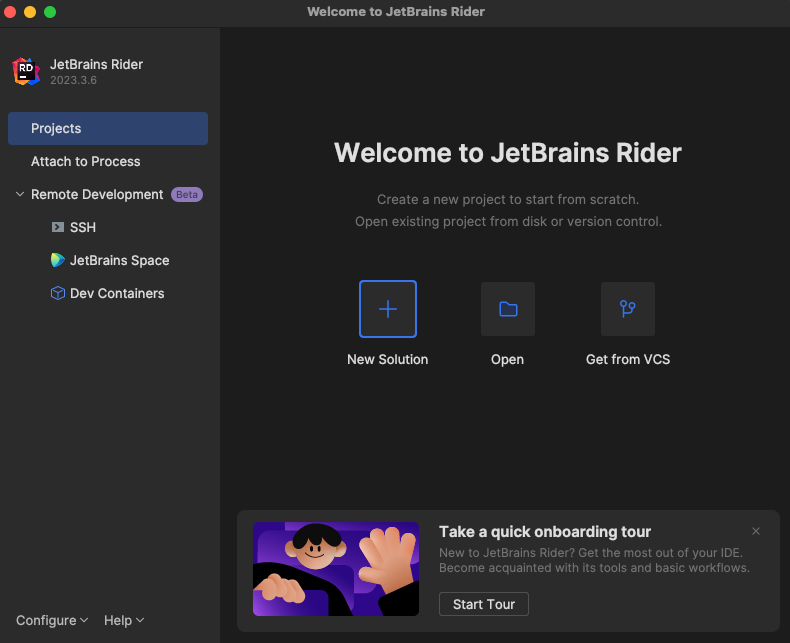 Welcome to JetBrains Rider
RD
JetBrains Rider
2023.3.6
Projects
Attach to Process
Remote Development Beta
SSH
JetBrains Space
Dev Containers
Welcome to JetBrains Rider
Create a new project to start from scratch.
Open existing project from disk or version control.
New Solution
Open
Get from VCS
Take a quick onboarding tour
New to JetBrains Rider? Get the most out of your IDE.
Become acquainted with its tools and basic workflows.
Start Tour
Configure
Help